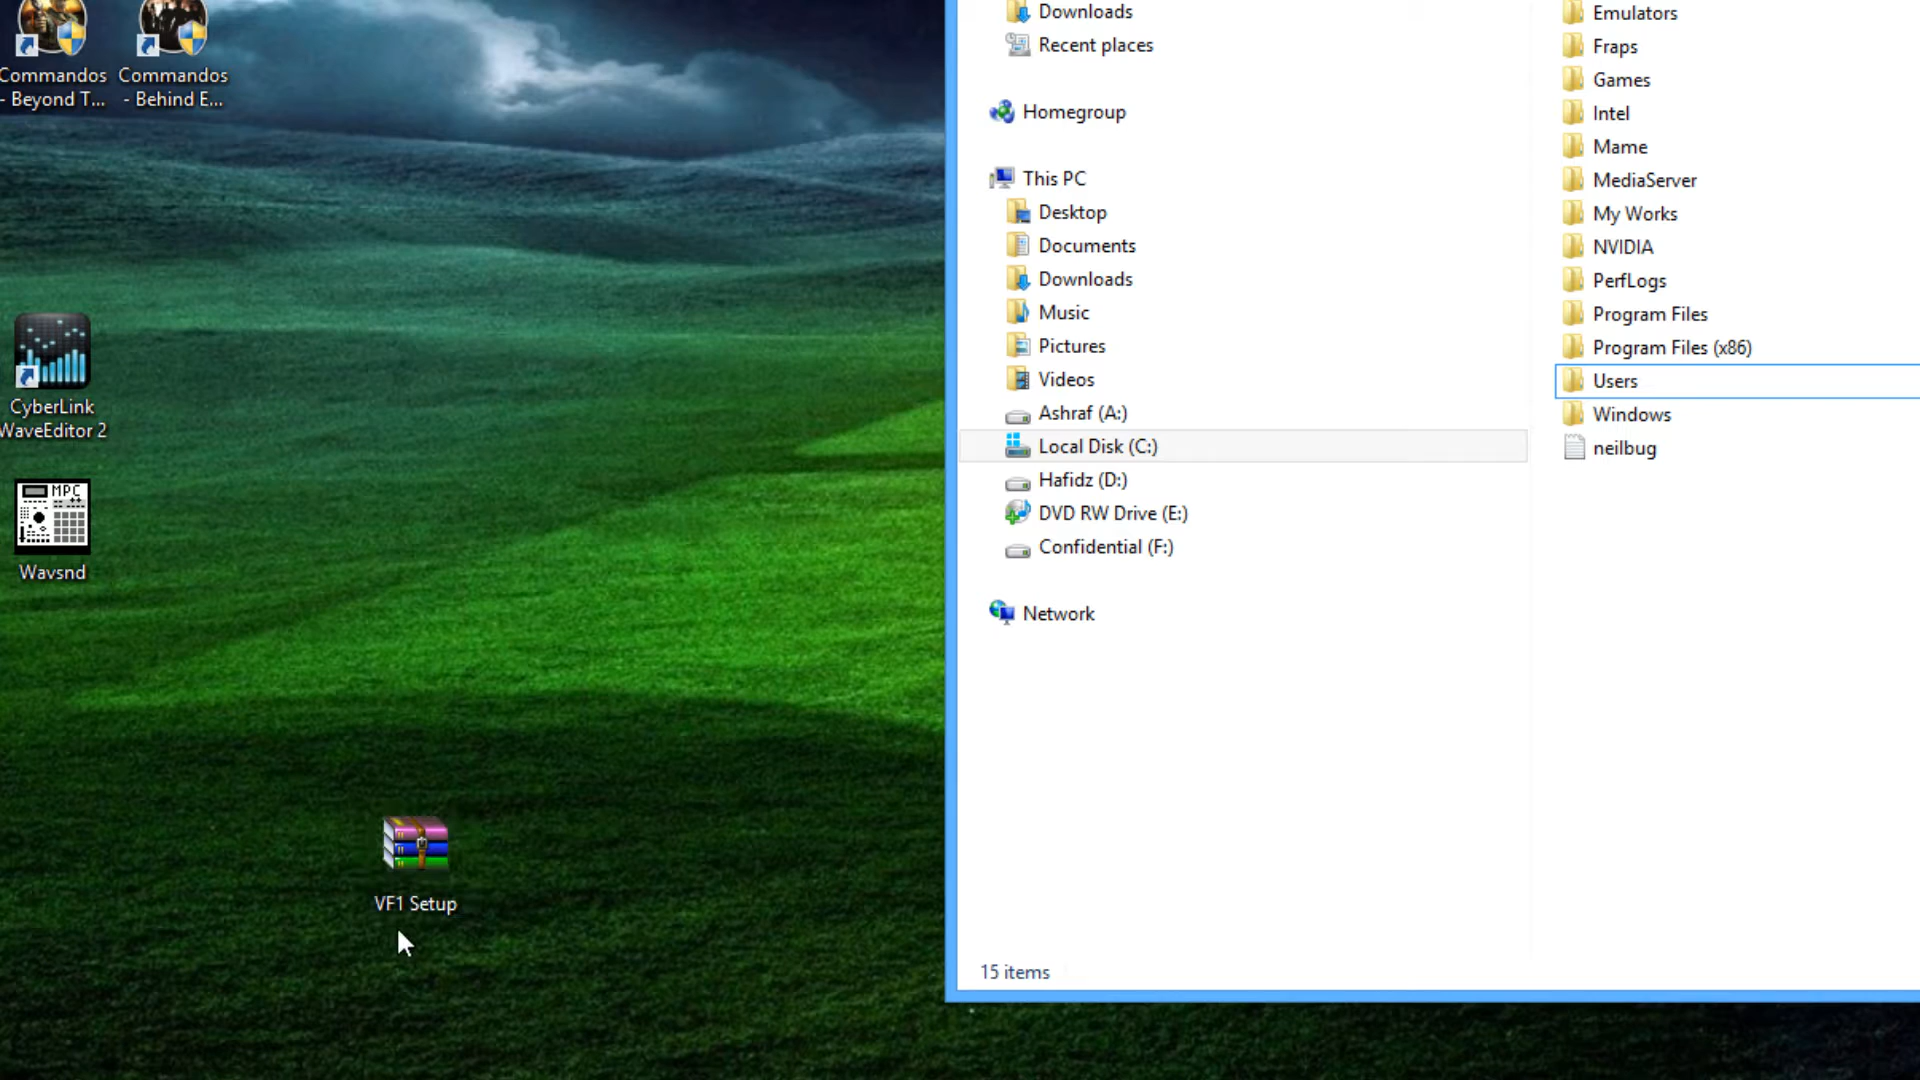 Commandos
- Beyond T...
Commandos
- Behind E...
CyberLink
WaveEditor 2
MPC
Wavsnd
VF1 Setup
Downloads
Recent places
Homegroup
This PC
Desktop
Documents
Downloads
Music
Pictures
Videos
Ashraf (A:)
Local Disk (C:)
Hafidz (D:)
DVD RW Drive (E:)
Confidential (F:)
Network
Emulators
Fraps
Games
Intel
Mame
MediaServer
My Works
NVIDIA
PerfLogs
Program Files
Program Files (x86)
Users
Windows
neilbug
15 items